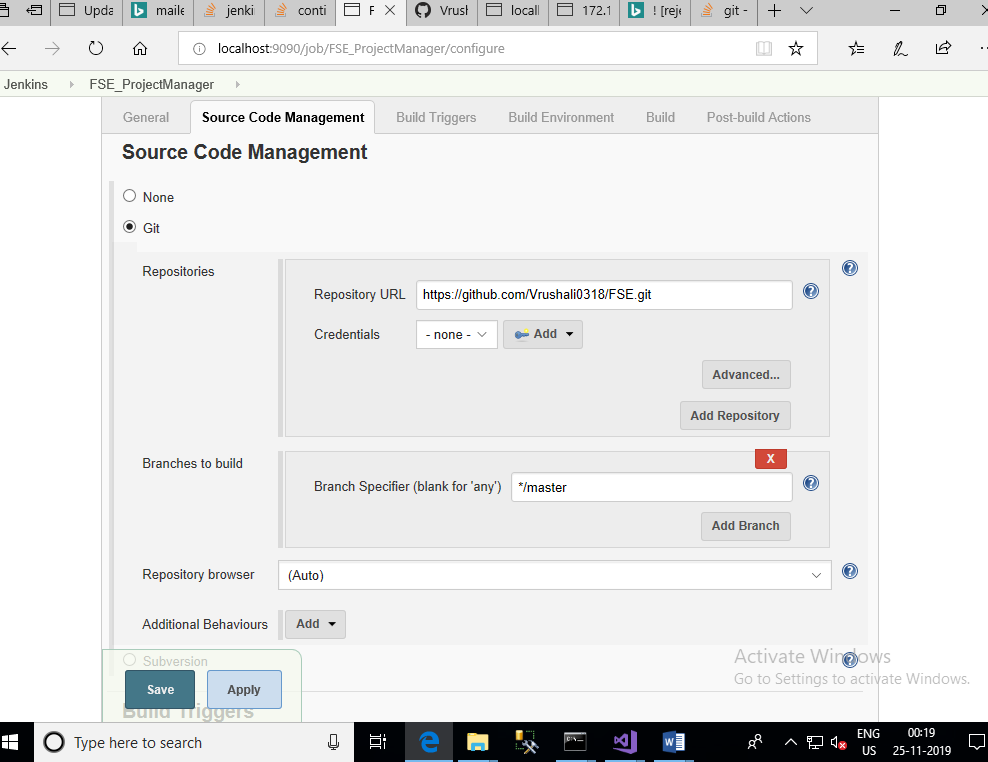 Upda
maile
jenki
conti
F
Vrush
locall
172.1
! [reje
git -
localhost:9090/job/FSE_ProjectManager/configure
Jenkins FSE_ProjectManager
General Source Code Management Build Triggers Build Environment Build Post-build Actions
Source Code Management
None
Git
Repositories
Repository URL https://github.com/Vrushali0318/FSE.git
Credentials - none - Add
Advanced...
Add Repository
Branches to build
X
Branch Specifier (blank for 'any') */master
Add Branch
Repository browser (Auto)
Additional Behaviours Add
Subversion
Save Apply
Build Triggers
Activate Windows
Go to Settings to activate Windows.
Type here to search
ENG
US
00:19
25-11-2019